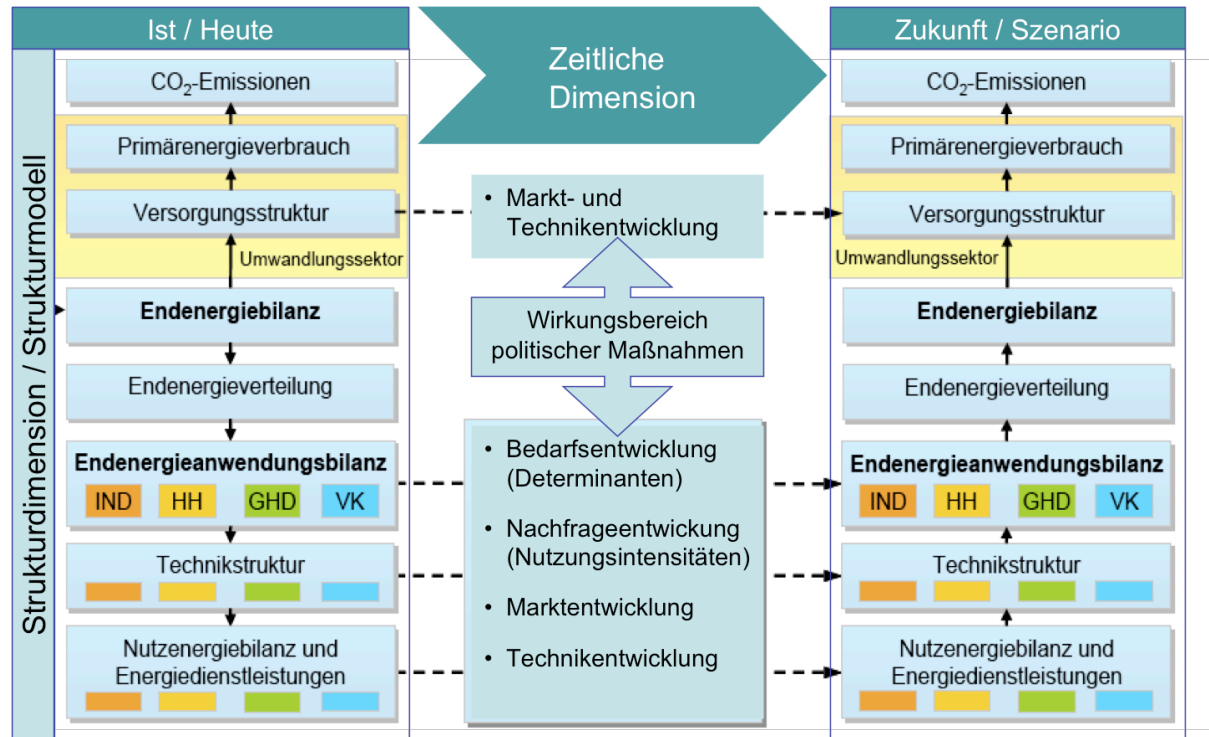 Ist / Heute
Strukturdimension / Strukturmodell
CO₂-Emissionen
Primärenergieverbrauch
Versorgungsstruktur
Umwandlungssektor
Endenergiebilanz
Endenergieverteilung
Endenergieanwendungsbilanz
IND HH GHD VK
Technikstruktur
Nutzenergiebilanz und
Energiedienstleistungen
Zeitliche
Dimension
• Markt- und
Technikentwicklung
Wirkungsbereich
politischer Maßnahmen
• Bedarfsentwicklung
(Determinanten)
• Nachfrageentwickung
(Nutzungsintensitäten)
• Marktentwicklung
• Technikentwicklung
Zukunft / Szenario
CO₂-Emissionen
Primärenergieverbrauch
Versorgungsstruktur
Umwandlungssektor
Endenergiebilanz
Endenergieverteilung
Endenergieanwendungsbilanz
IND HH GHD VK
Technikstruktur
Nutzenergiebilanz und
Energiedienstleistungen